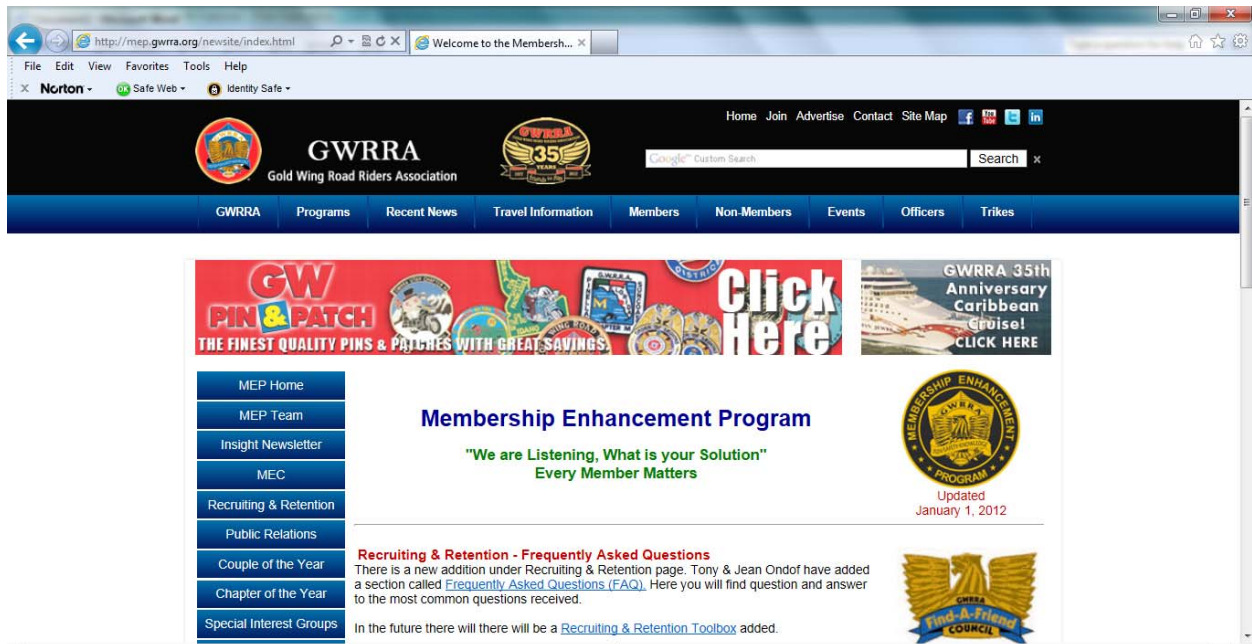 http://mep.gwrra.org/newsite/index.html
Welcome to the Membersh...
File Edit View Favorites Tools Help
x Norton - OK Safe Web Identity Safe
Home Join Advertise Contact Site Map
GWRRA
Gold Wing Road Riders Association
GWRRA
35
YEARS
Google™ Custom Search
Search x
GWRRA Programs Recent News Travel Information Members Non-Members Events Officers Trikes
GW
PIN & PATCH
THE FINEST QUALITY PINS & PATCHES WITH GREAT SAVINGS.
Click
Here
GWRRA 35th
Anniversary
Caribbean
Cruise!
CLICK HERE
MEP Home
MEP Team
Insight Newsletter
MEC
Recruiting & Retention
Public Relations
Couple of the Year
Chapter of the Year
Special Interest Groups
Membership Enhancement Program
"We are Listening, What is your Solution"
Every Member Matters
MEMBERSHIP ENHANCEMENT PROGRAM
GWRRA
Updated
January 1, 2012
Recruiting & Retention - Frequently Asked Questions
There is a new addition under Recruiting & Retention page. Tony & Jean Ondof have added
a section called Frequently Asked Questions (FAQ). Here you will find question and answer
to the most common questions received.
In the future there will there will be a Recruiting & Retention Toolbox added.
GWRRA
Find-A-Friend
COUNCIL